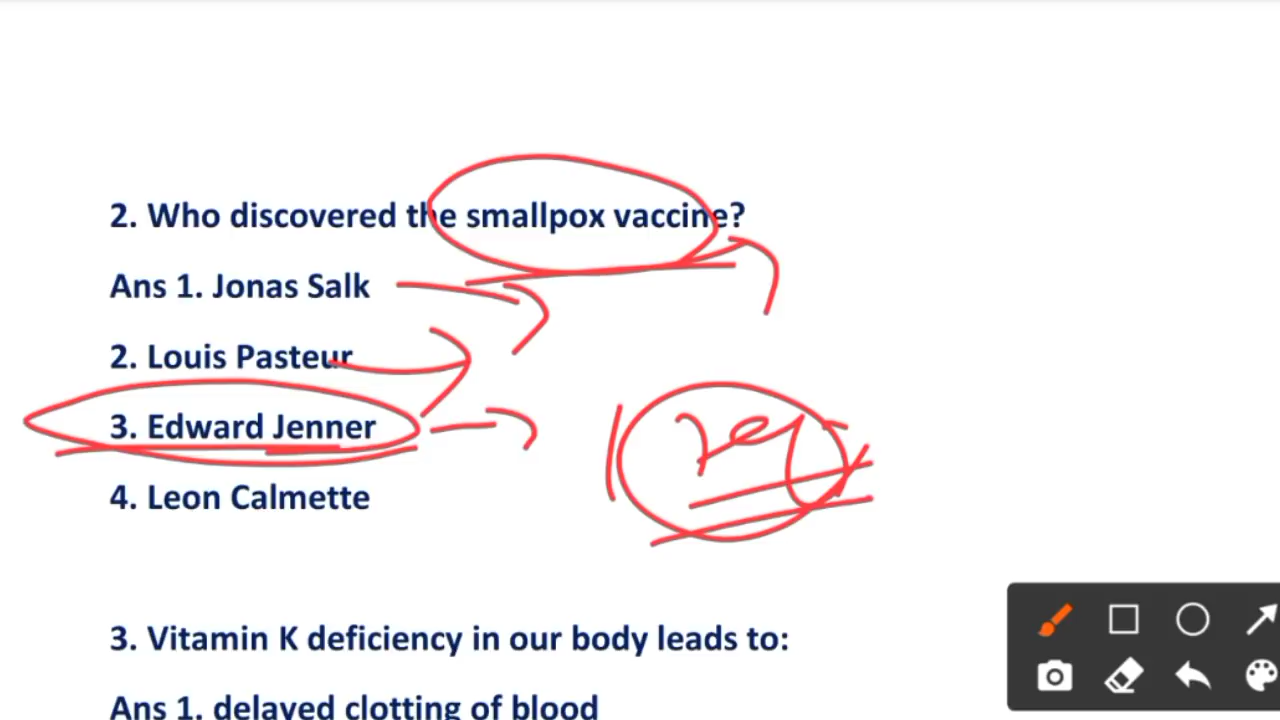 2. Who discovered the smallpox vaccine?
Ans 1. Jonas Salk
2. Louis Pasteur
3. Edward Jenner
4. Leon Calmette
3. Vitamin K deficiency in our body leads to:
Ans 1. delayed clotting of blood